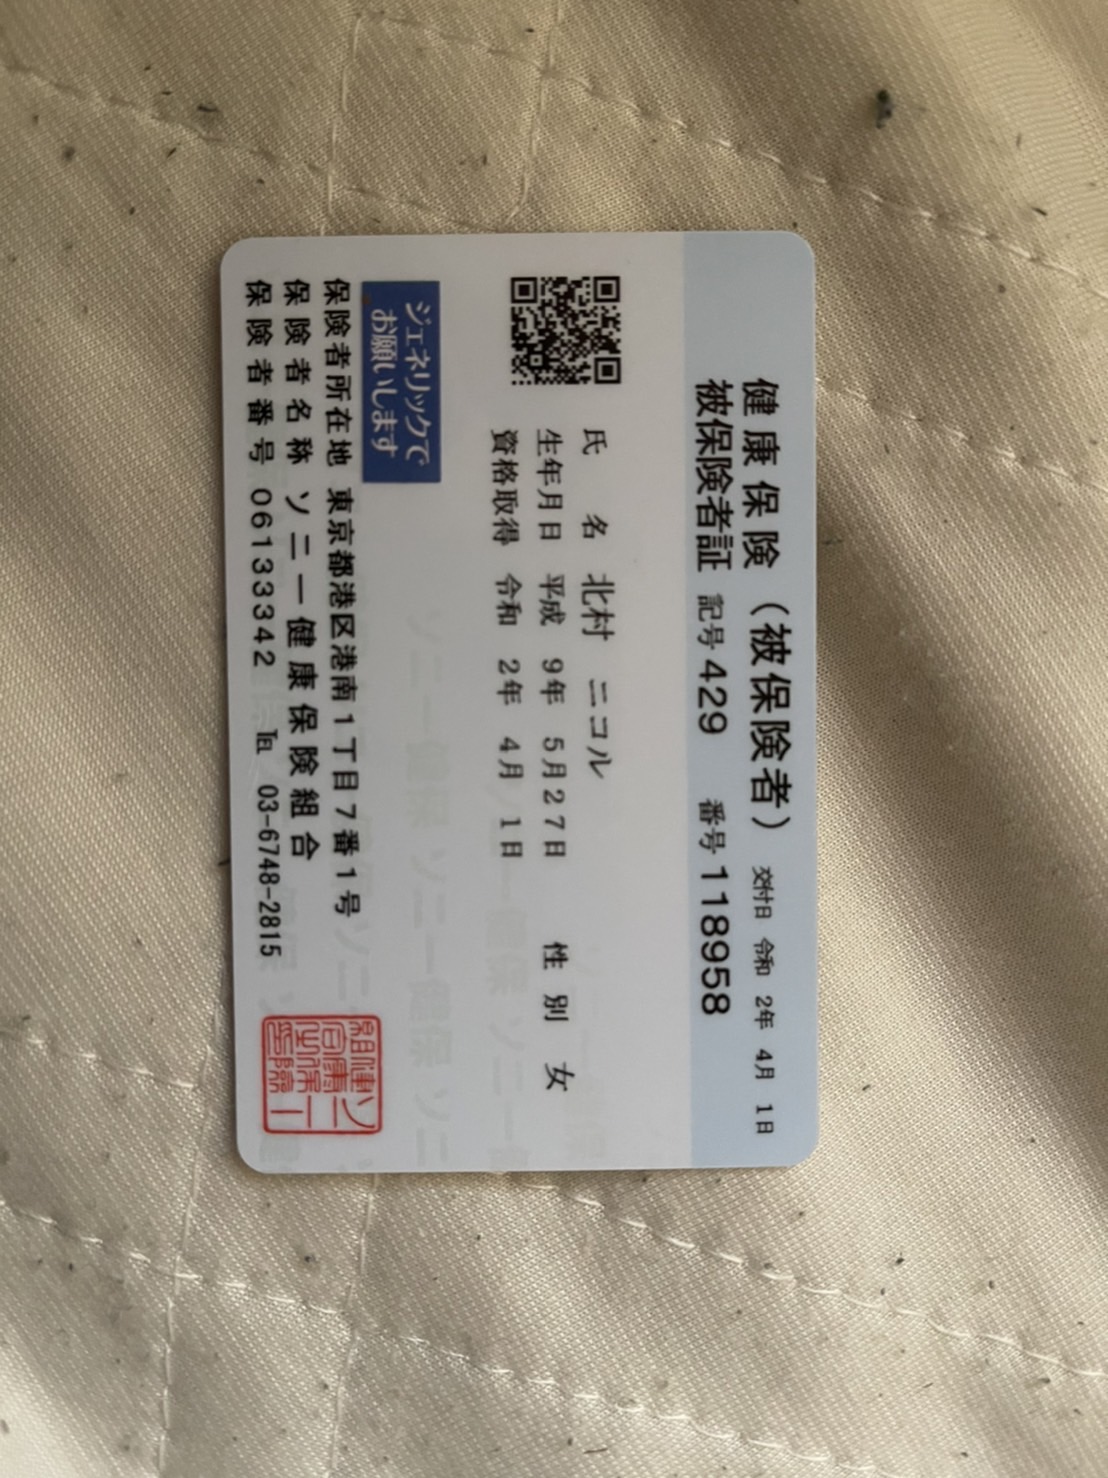 健康保険（被保険者） 交付日 令和 2年 4月 1日
被保険者証 記号 429 番号 118958
氏 名 北村 ニコル
生年月日 平成 9年 5月27日 性別 女
資格取得 令和 2年 4月 1日
ジェネリックで
お願いします
保険者所在地 東京都港区港南1丁目7番1号
保険者名称 ソニー健康保険組合
保険者番号 06133342 ℡ 03-6748-2815